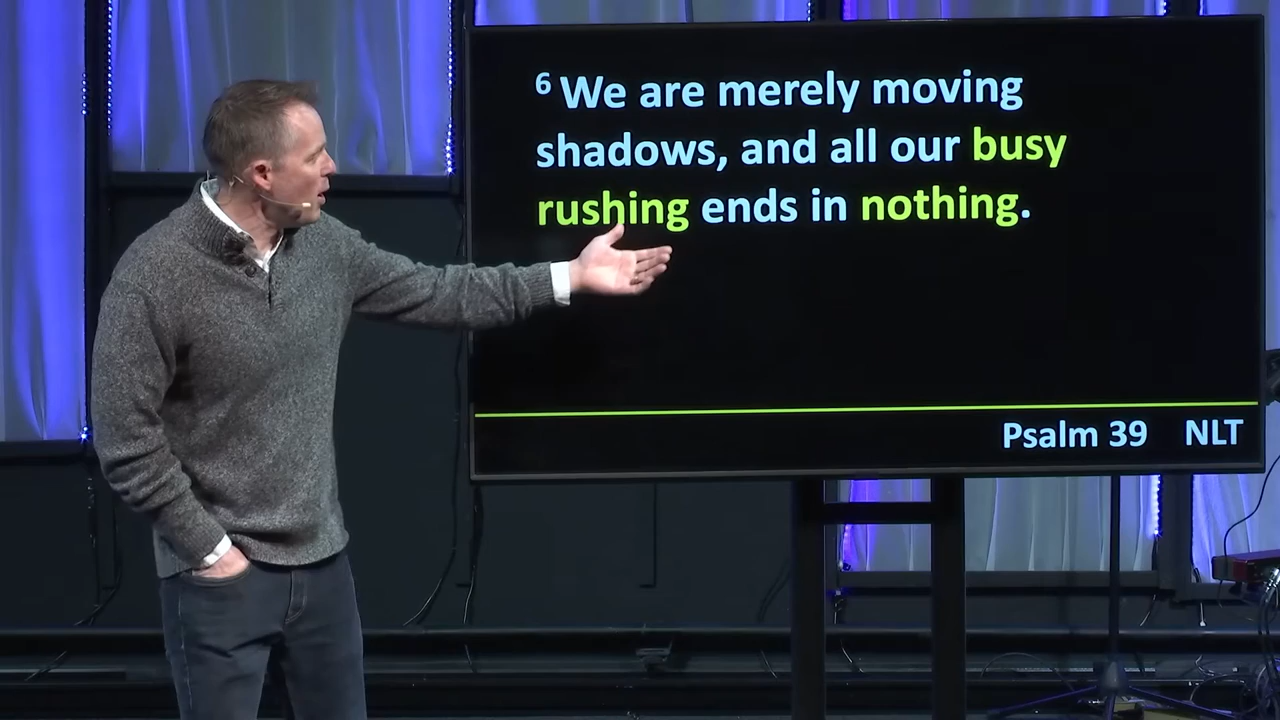 6 We are merely moving
shadows, and all our busy
rushing ends in nothing.
Psalm 39 NLT